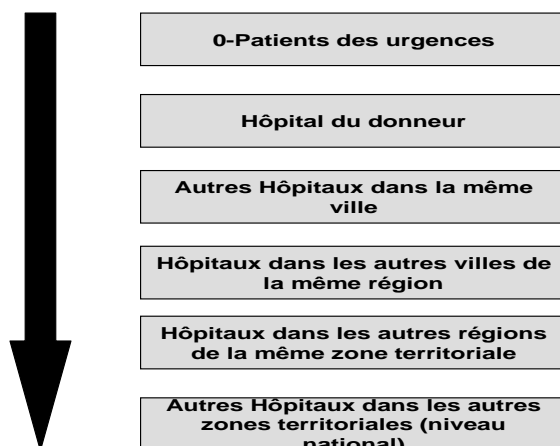 0-Patients des urgences
Hôpital du donneur
Autres Hôpitaux dans la même
ville
Hôpitaux dans les autres villes de
la même région
Hôpitaux dans les autres régions
de la même zone territoriale
Autres Hôpitaux dans les autres
zones territoriales (niveau
national)